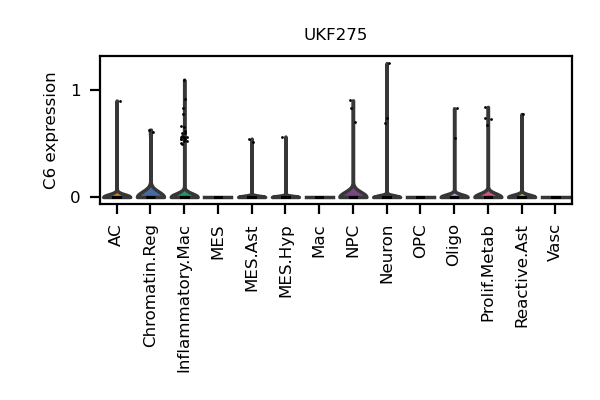 UKF275
C6 expression
1
0
AC
Chromatin.Reg
Inflammatory.Mac
MES
MES.Ast
MES.Hyp
Mac
NPC
Neuron
OPC
Oligo
Prolif.Metab
Reactive.Ast
Vasc